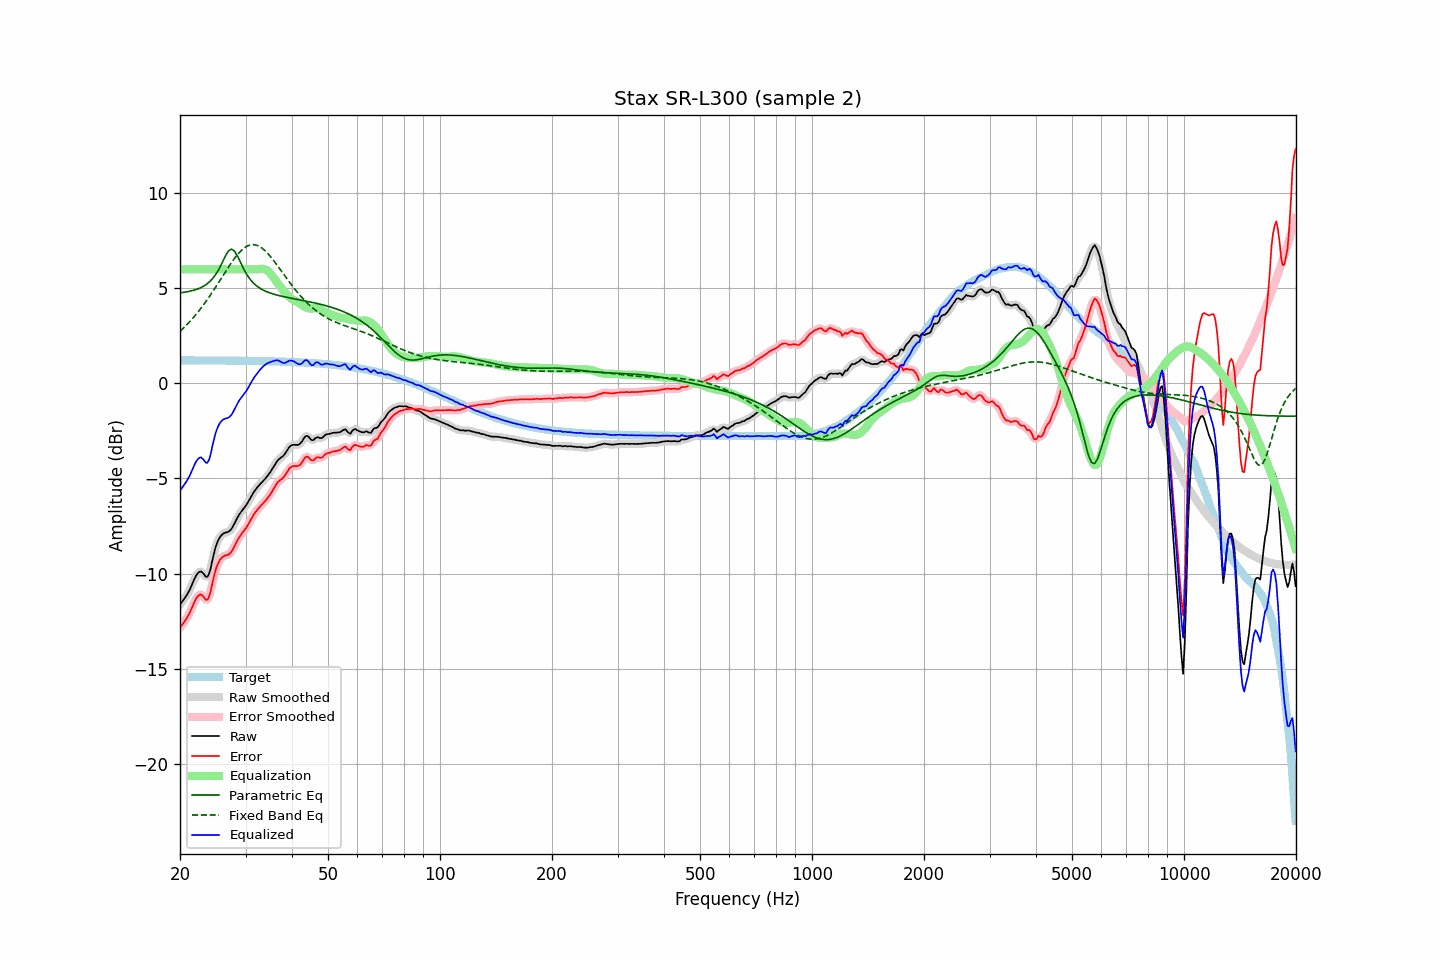 Stax SR-L300 (sample 2)
Amplitude (dBr)
10
5
0
−5
−10
−15
−20
Target
Raw Smoothed
Error Smoothed
Raw
Error
Equalization
Parametric Eq
Fixed Band Eq
Equalized
20 50 100 200 500 1000 2000 5000 10000 20000
Frequency (Hz)